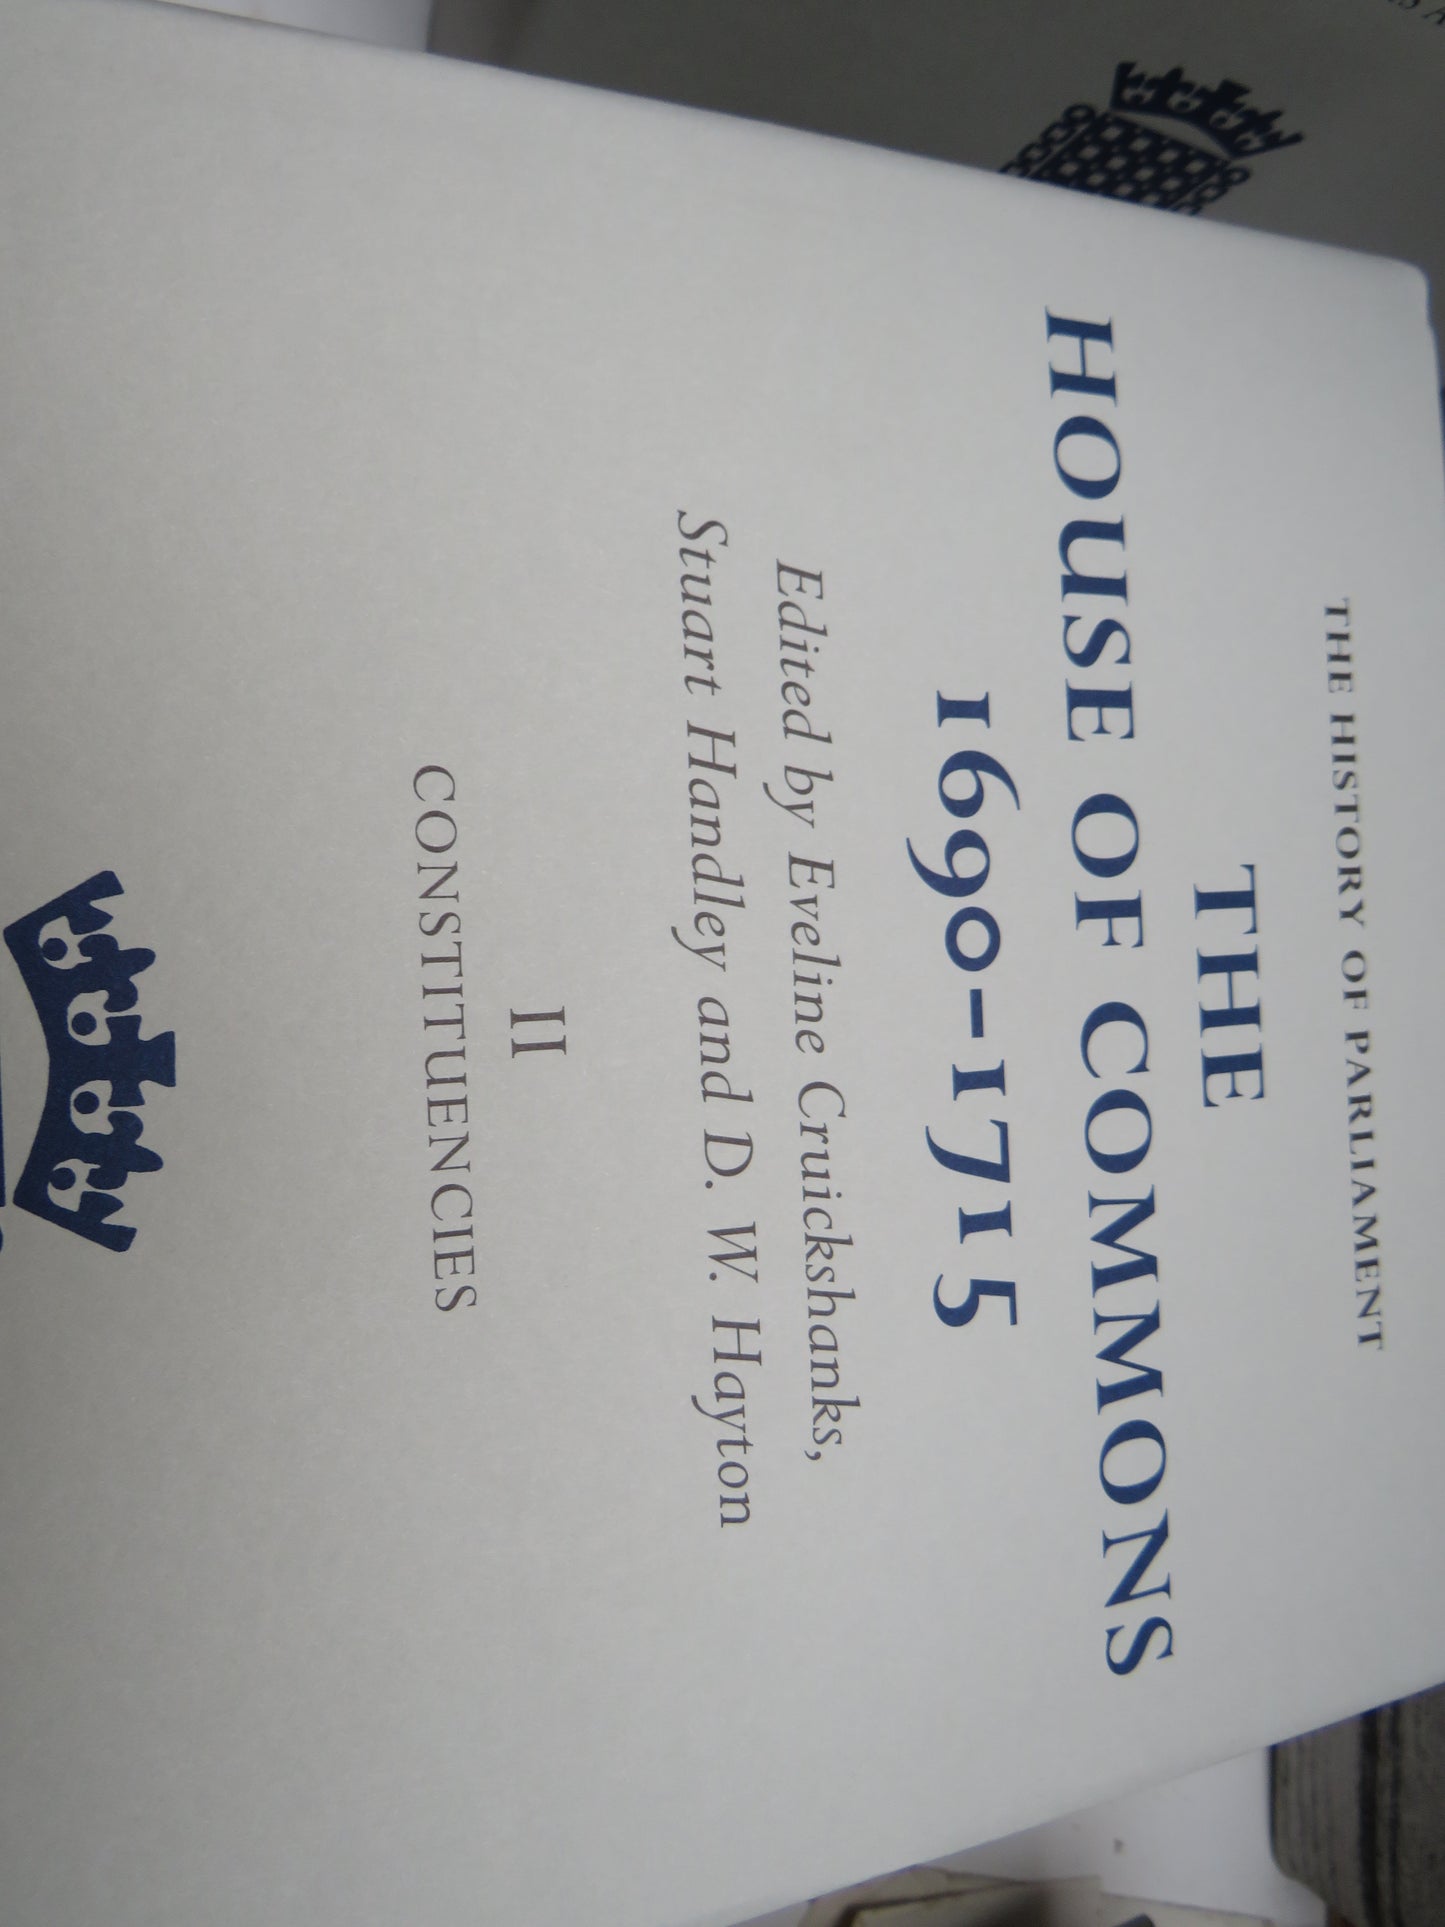 THE HISTORY OF PARLIAMENT
THE
HOUSE OF COMMONS
1690–1715
Edited by Eveline Cruickshanks,
Stuart Handley and D. W. Hayton
II
CONSTITUENCIES